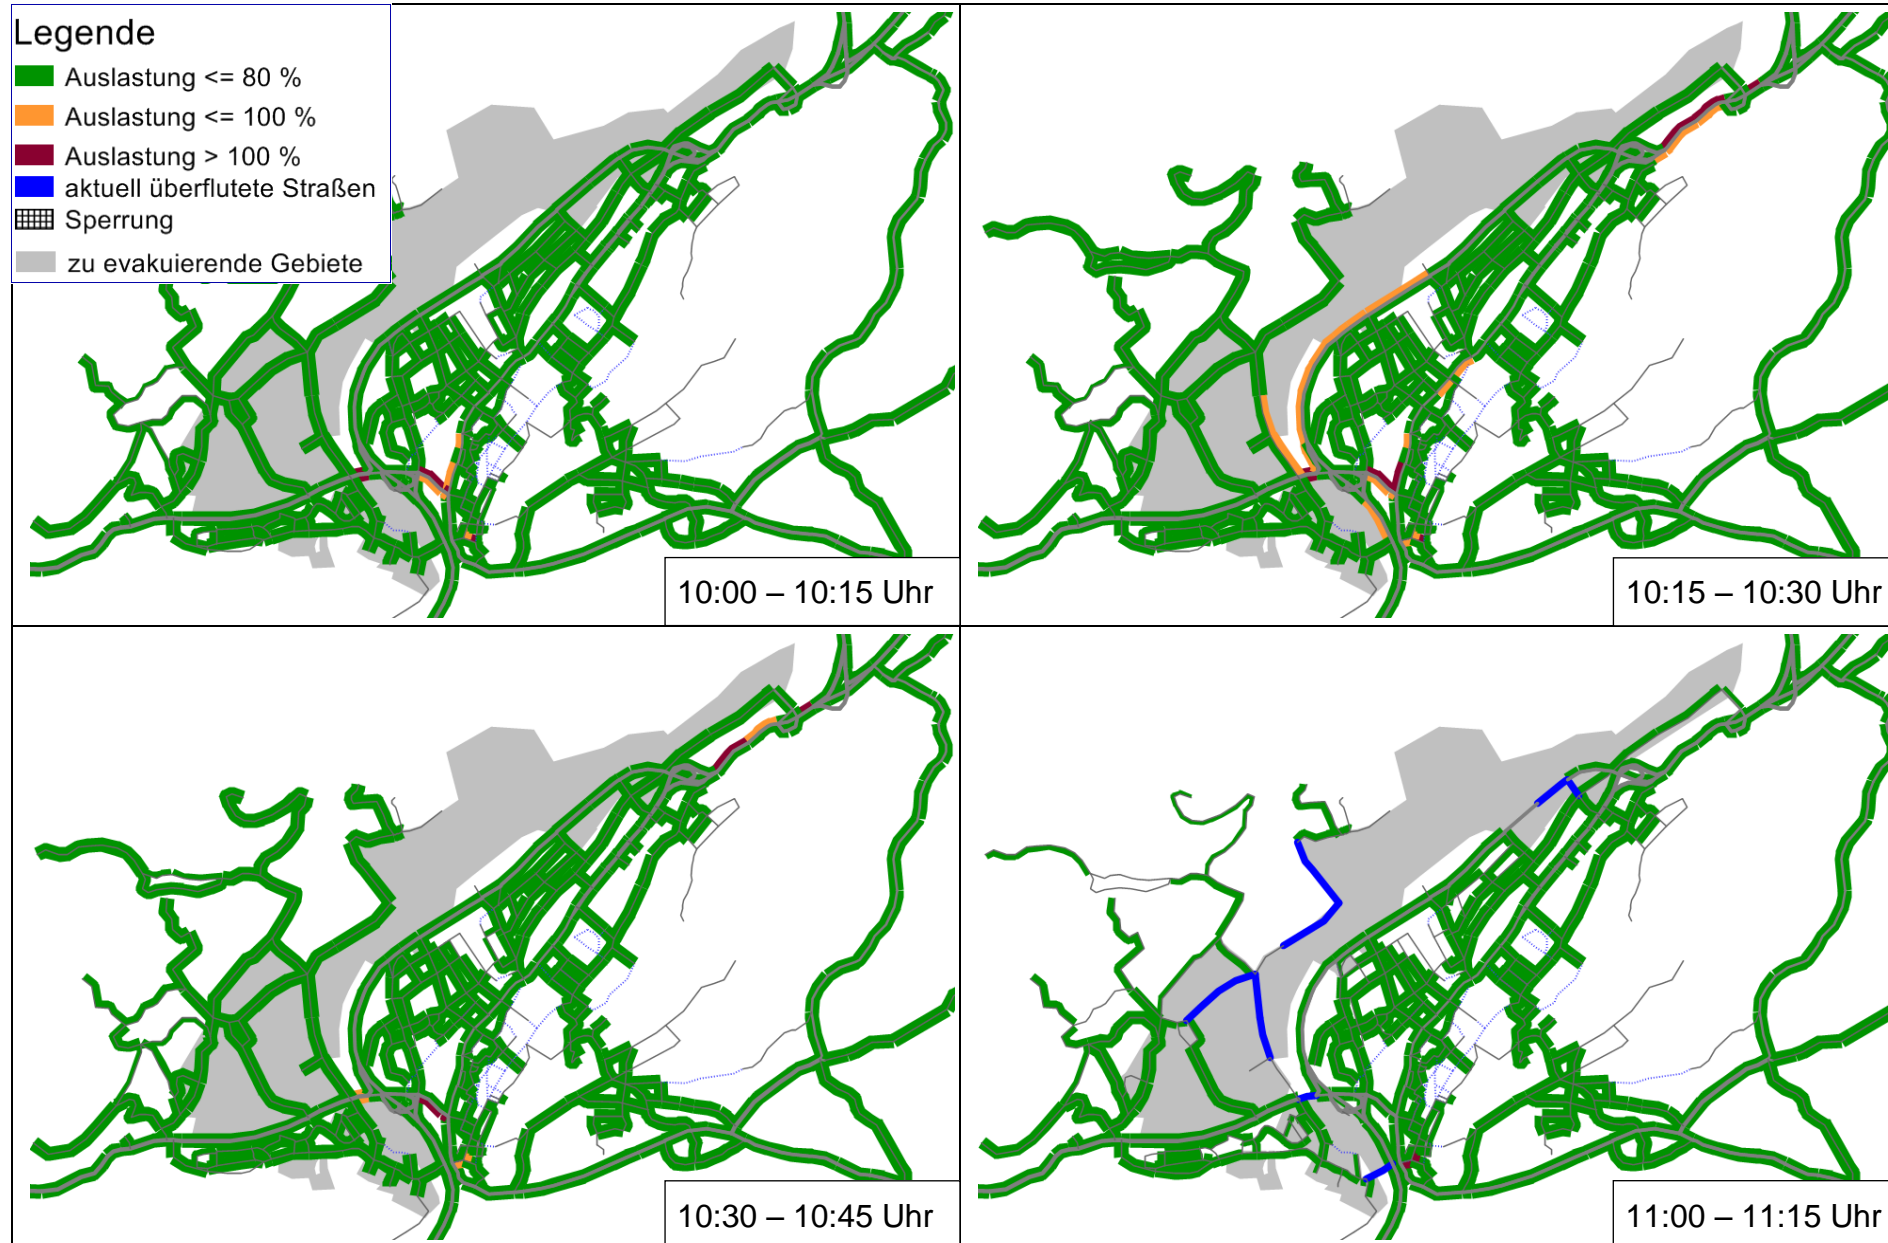 Legende
Auslastung <= 80 %
Auslastung <= 100 %
Auslastung > 100 %
aktuell überflutete Straßen
Sperrung
zu evakuierende Gebiete
10:00 – 10:15 Uhr
10:15 – 10:30 Uhr
10:30 – 10:45 Uhr
11:00 – 11:15 Uhr